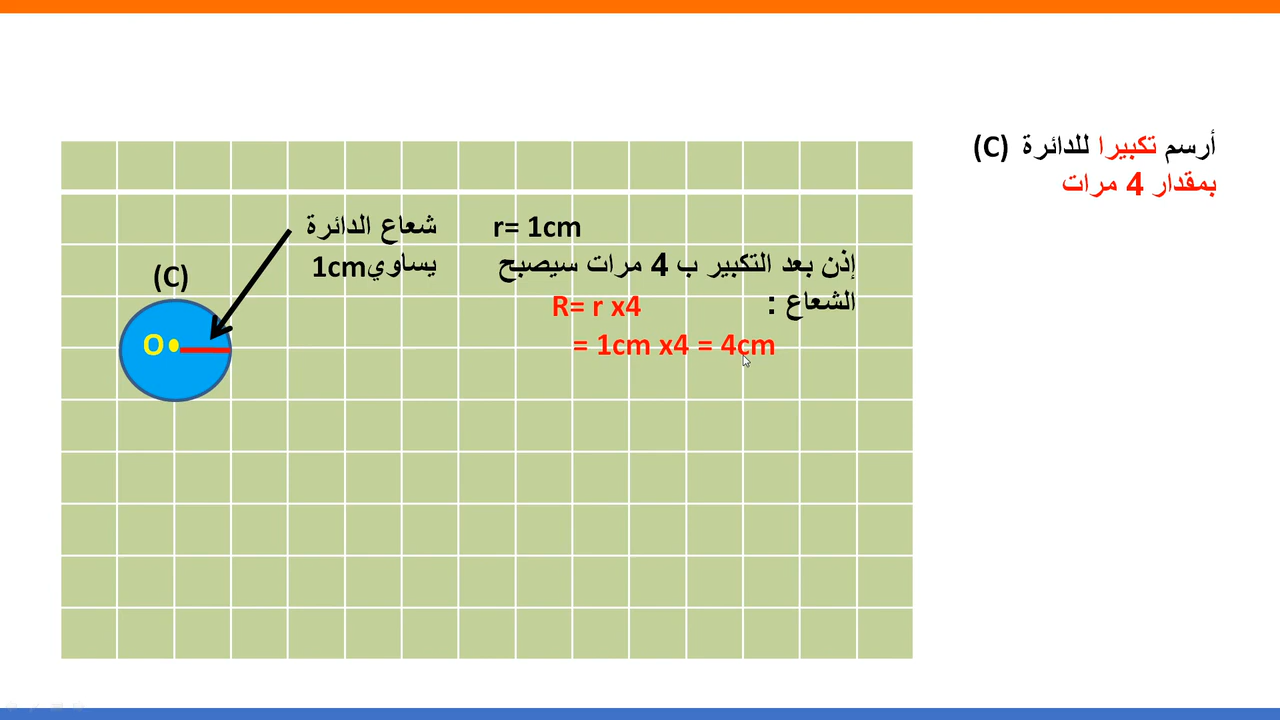 أرسم تكبيرا للدائرة (C)
بمقدار 4 مرات
شعاع الدائرة
يساوي1cm
r= 1cm
إذن بعد التكبير ب 4 مرات سيصبح
الشعاع :
R= r x4
= 1cm x4 = 4cm
(C)
O